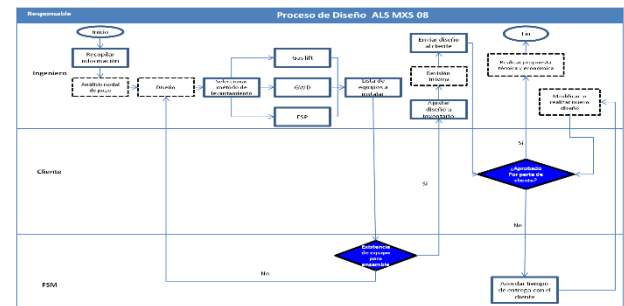 Responsable
Proceso de Diseño ALS MXS 08
Inicio
Recopilar
información
Ingeniero
Análisis nodal
de pozo
Diseño
Seleccionar
método de
levantamiento
Gas lift
GWD
ESP
Lista de
equipos a
instalar
Enviar diseño
al cliente
Revisión
interna
Ajustar
diseño a
inventario
Fin
Realizar propuesta
técnica y económica
Modificar o
realizar nuevo
diseño
Si
Cliente
¿Aprobado
Por parte de
cliente?
Si
No
Existencia
de equipo
para
ensamble
No
FSM
Acordar tiempo
de entrega con el
cliente